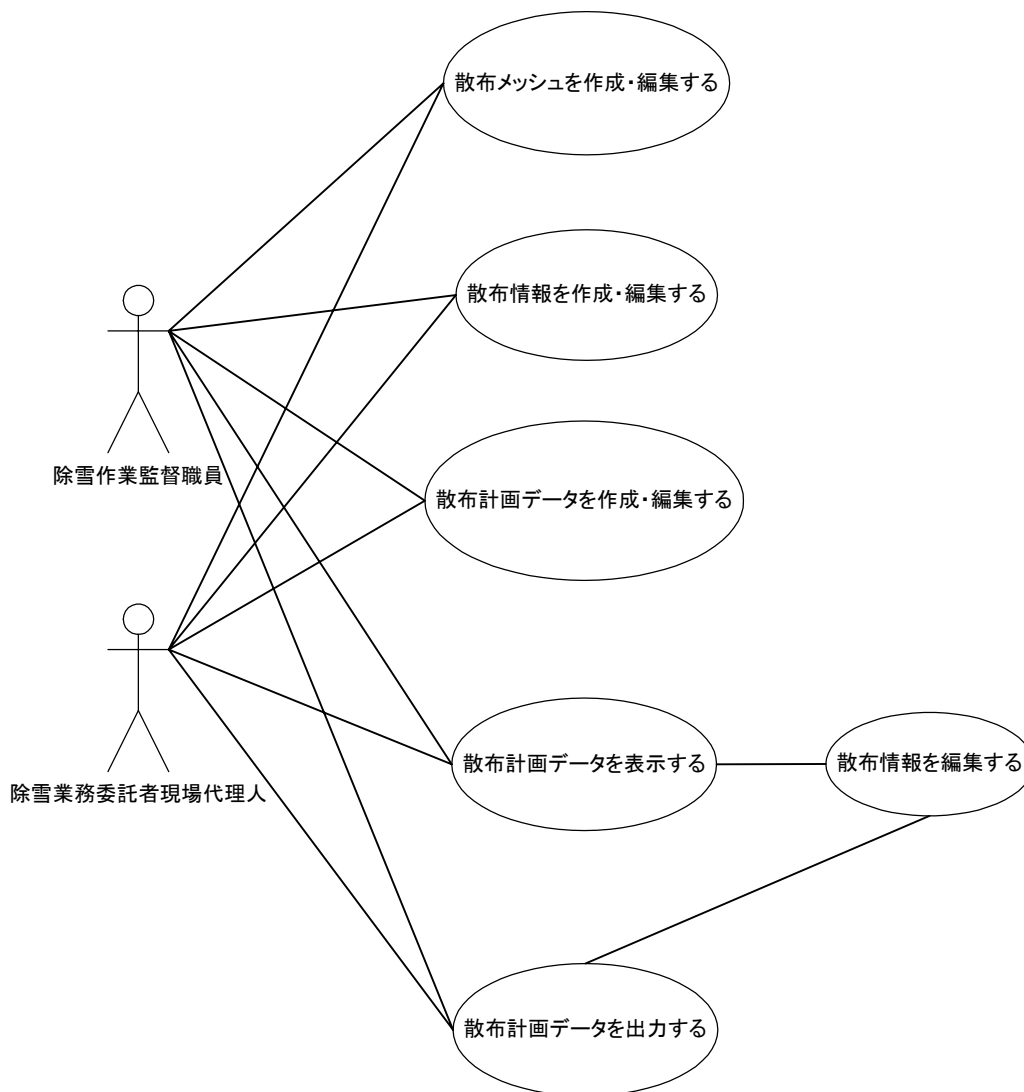 散布メッシュを作成・編集する
散布情報を作成・編集する
除雪作業監督職員
散布計画データを作成・編集する
散布計画データを表示する
散布情報を編集する
除雪業務委託者現場代理人
散布計画データを出力する